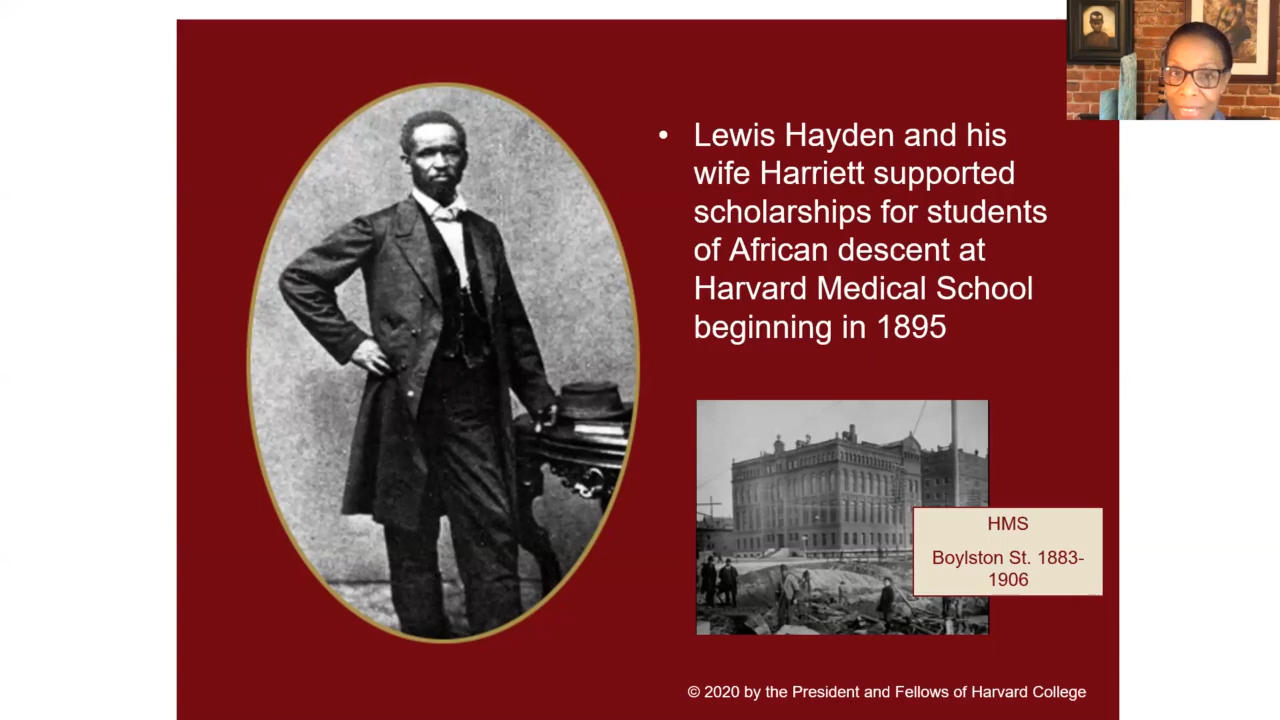 • Lewis Hayden and his
wife Harriett supported
scholarships for students
of African descent at
Harvard Medical School
beginning in 1895
HMS
Boylston St. 1883-
1906
© 2020 by the President and Fellows of Harvard College